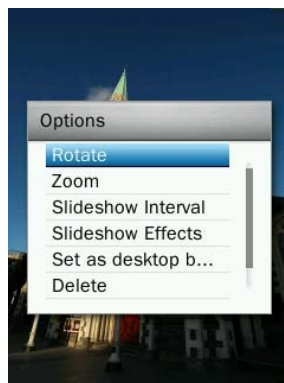 Options
Rotate
Zoom
Slideshow Interval
Slideshow Effects
Set as desktop b...
Delete